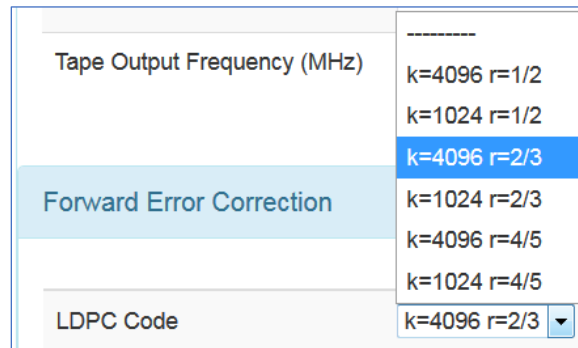 ---------
Tape Output Frequency (MHz)
k=4096 r=1/2
k=1024 r=1/2
k=4096 r=2/3
Forward Error Correction
k=1024 r=2/3
k=4096 r=4/5
k=1024 r=4/5
LDPC Code
k=4096 r=2/3